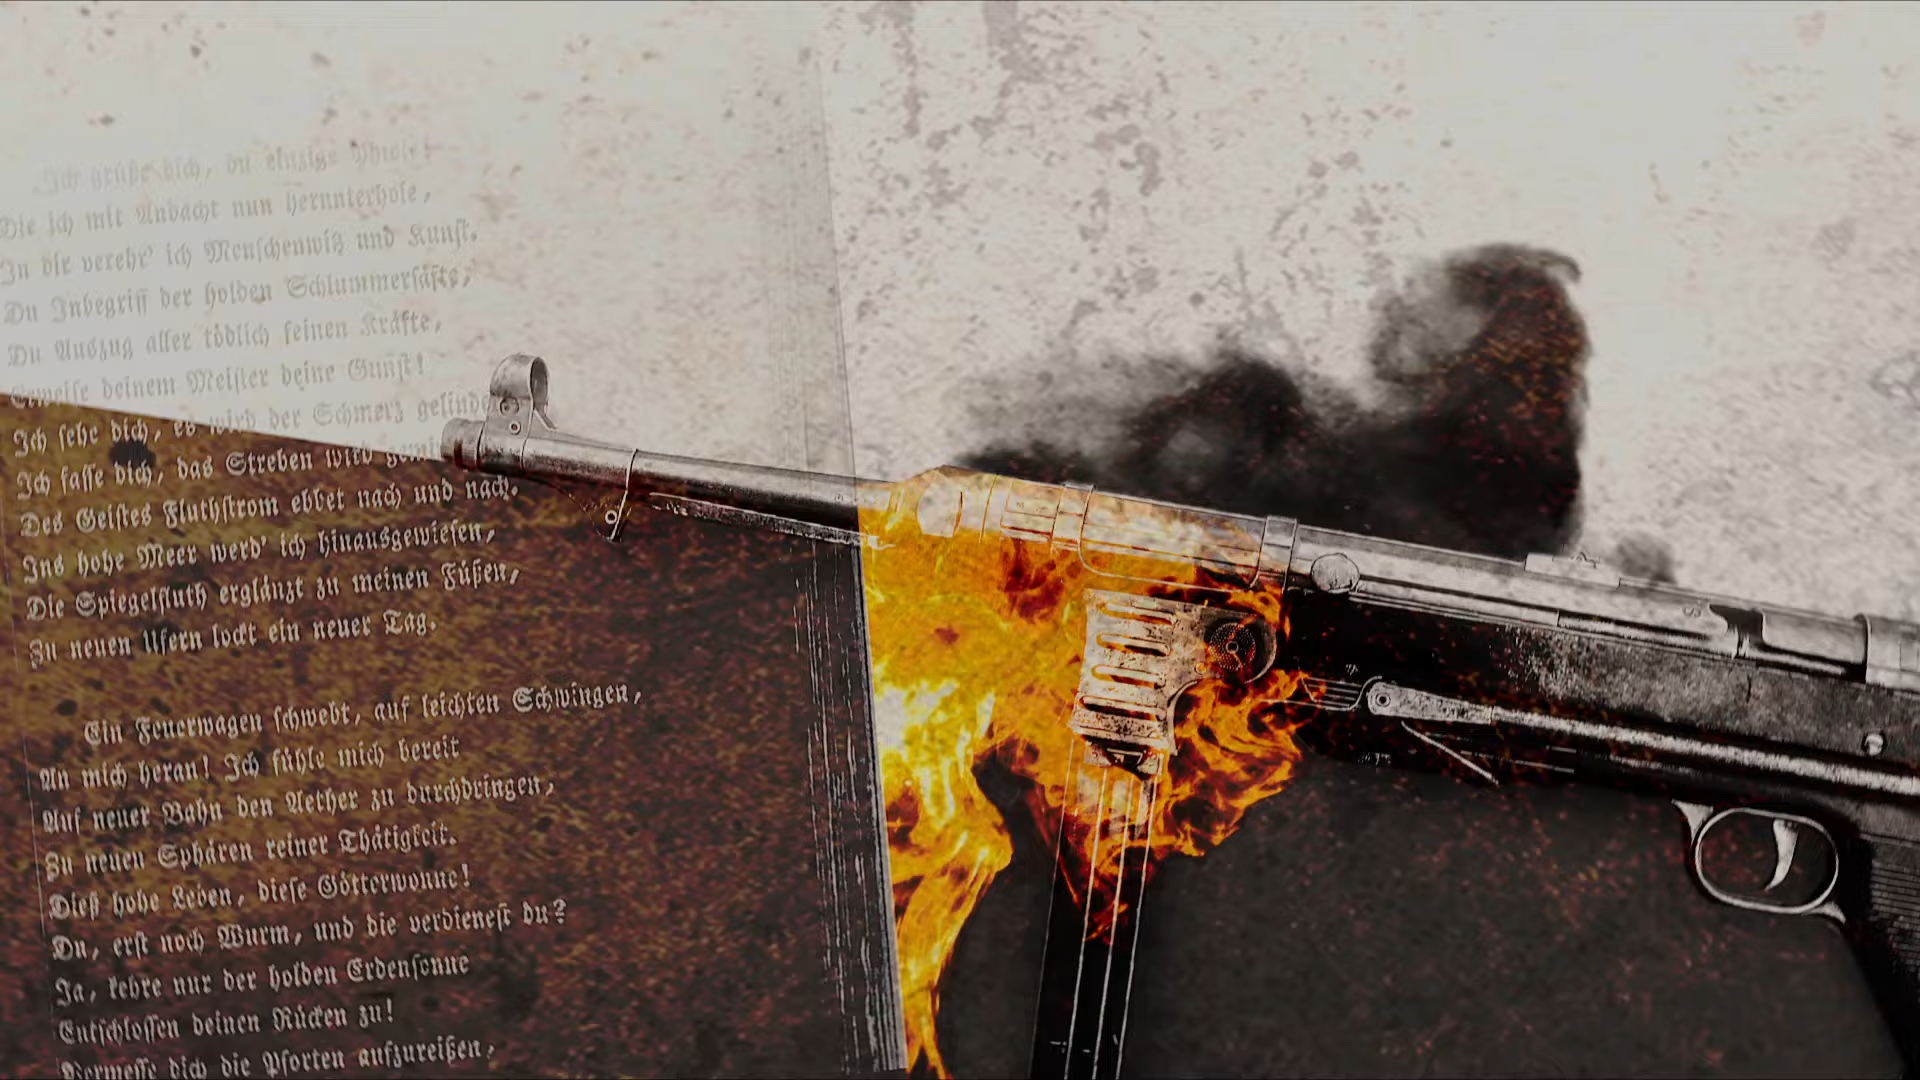 Ich grüße dich, du einzige Phiole!
Die ich mit Andacht nun herunterhole,
In dir verehr' ich Menschenwitz und Kunst.
Du Inbegriff der holden Schlummersäfte,
Du Auszug aller tödlich feinen Kräfte,
Erweise deinem Meister deine Gunst!
Ich sehe dich, es wird der Schmerz gelinde
Ich fasse dich, das Streben wird
Des Geistes Fluthstrom ebbet nach und nach.
Ins hohe Meer werd' ich hinausgewiesen,
Die Spiegelfluth erglänzt zu meinen Füßen,
Zu neuen Ufern lockt ein neuer Tag.
Ein Feuerwagen schwebt, auf leichten Schwingen,
An mich heran! Ich fühle mich bereit
Auf neuer Bahn den Aether zu durchdringen,
Zu neuen Sphären reiner Thätigkeit.
Dieß hohe Leben, diese Götterwonne!
Du, erst noch Wurm, und die verdienest du?
Ja, kehre nur der holden Erdensonne
Entschlossen deinen Rücken zu!
Vermesse dich die Pforten aufzureißen,